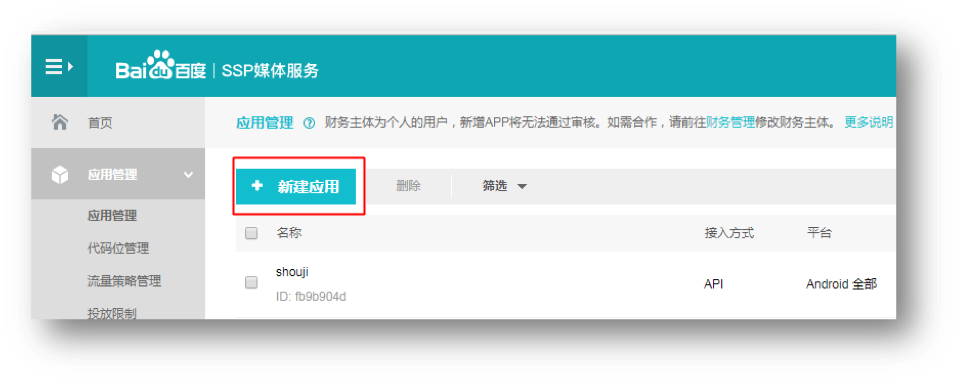 Baidu百度 | SSP媒体服务
首页
应用管理 ? 财务主体为个人的用户，新增APP将无法通过审核。如需合作，请前往财务管理修改财务主体。 更多说明
应用管理
+ 新建应用 删除 筛选
应用管理
名称 接入方式 平台
代码位管理
shouji
流量策略管理
API Android 全部
ID: fb9b904d
投放限制